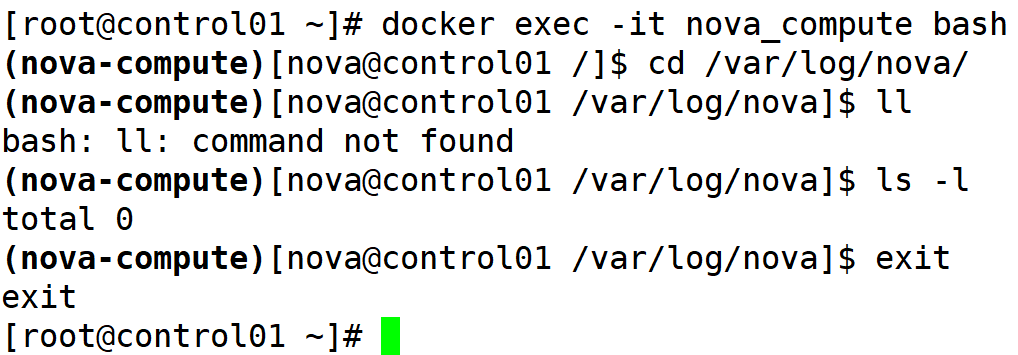 [root@control01 ~]# docker exec -it nova_compute bash
(nova-compute)[nova@control01 /]$ cd /var/log/nova/
(nova-compute)[nova@control01 /var/log/nova]$ ll
bash: ll: command not found
(nova-compute)[nova@control01 /var/log/nova]$ ls -l
total 0
(nova-compute)[nova@control01 /var/log/nova]$ exit
exit
[root@control01 ~]#